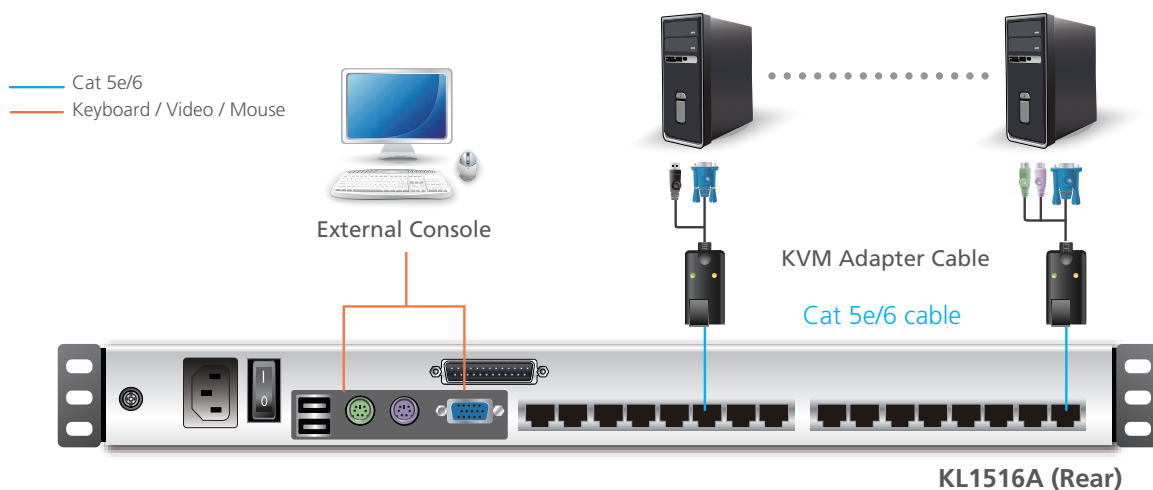 Cat 5e/6
Keyboard / Video / Mouse
External Console
KVM Adapter Cable
Cat 5e/6 cable
I
O
KL1516A (Rear)